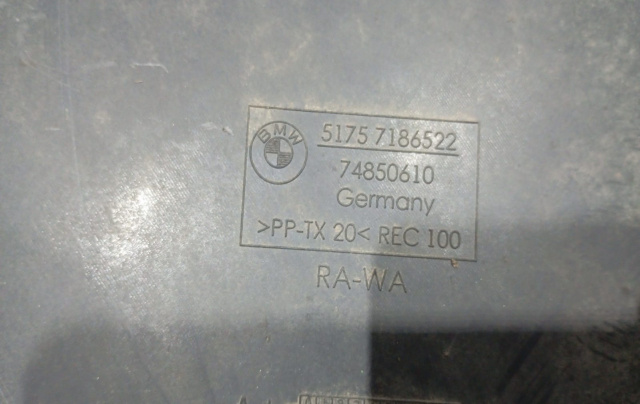 BMW
5175 7186522
74850610
Germany
>PP-TX 20< REC 100
RA-WA